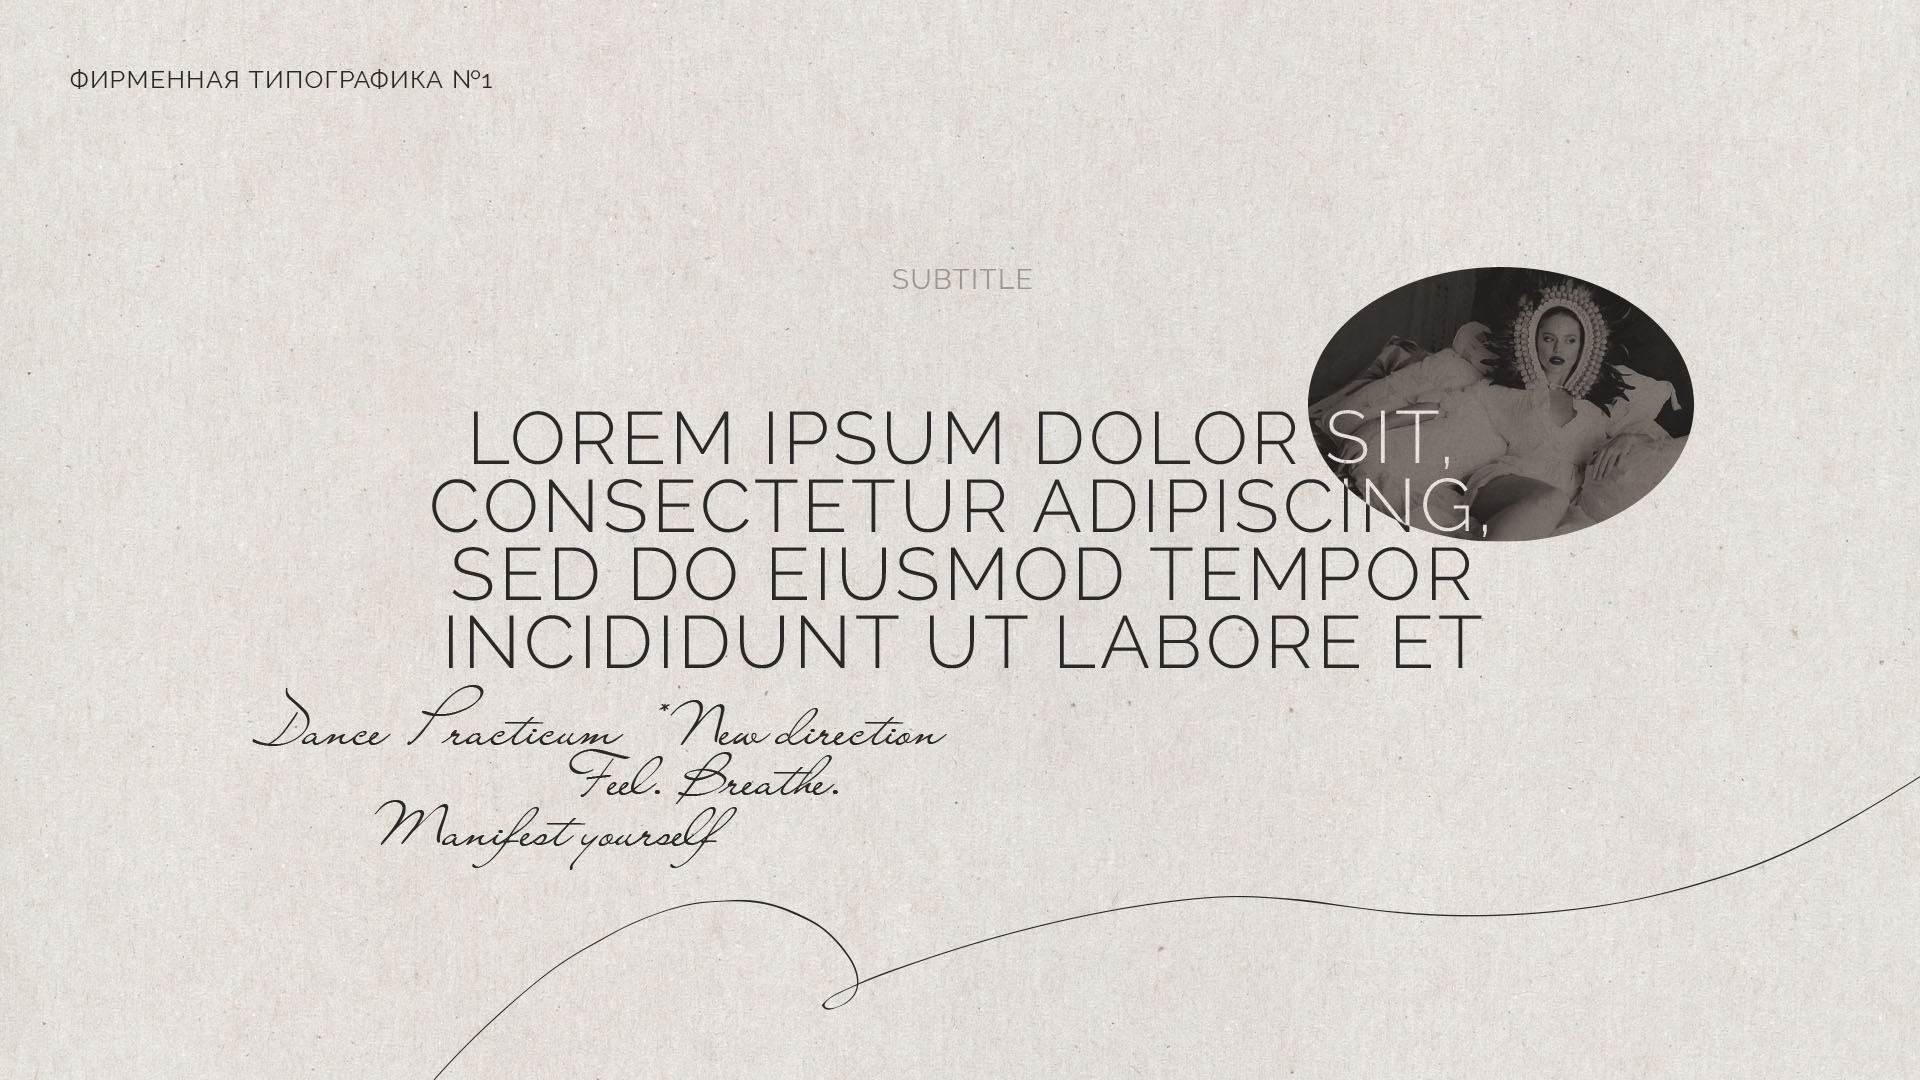 ФИРМЕННАЯ ТИПОГРАФИКА №1
SUBTITLE
LOREM IPSUM DOLOR SIT,
CONSECTETUR ADIPISCING,
SED DO EIUSMOD TEMPOR
INCIDIDUNT UT LABORE ET
Dance Practicum *New direction
Feel. Breathe.
Manifest yourself